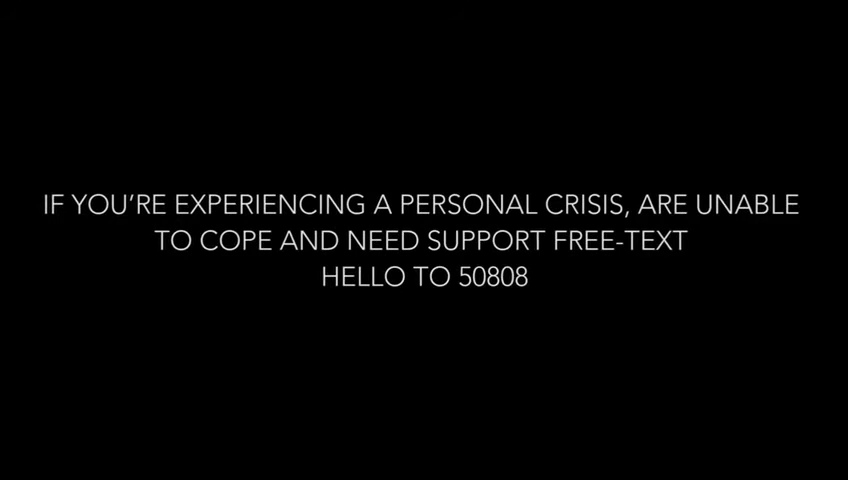 IF YOU'RE EXPERIENCING A PERSONAL CRISIS, ARE UNABLE
TO COPE AND NEED SUPPORT FREE-TEXT
HELLO TO 50808